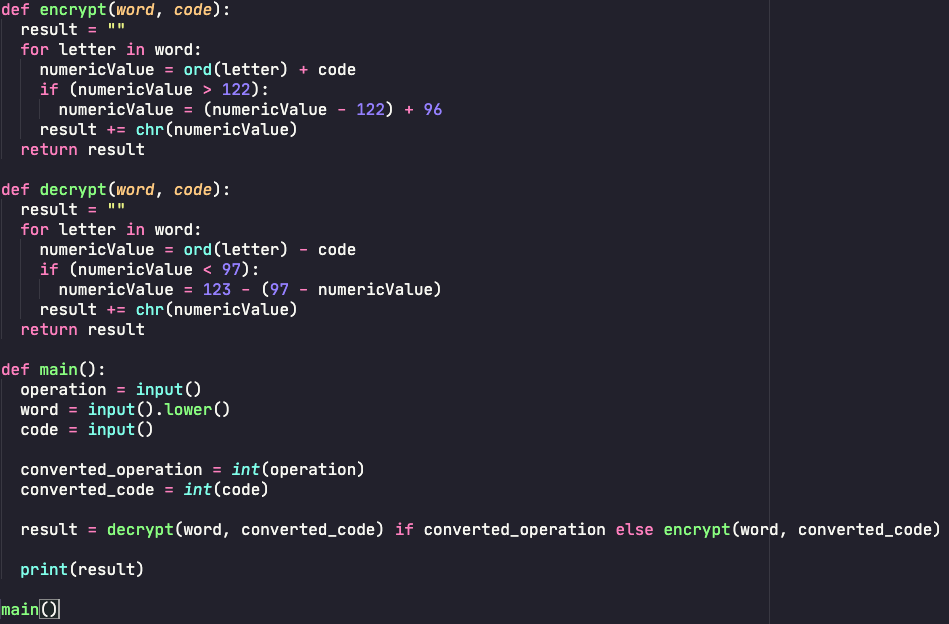 def encrypt(word, code):
  result = ""
  for letter in word:
    numericValue = ord(letter) + code
    if (numericValue > 122):
      numericValue = (numericValue - 122) + 96
    result += chr(numericValue)
  return result

def decrypt(word, code):
  result = ""
  for letter in word:
    numericValue = ord(letter) - code
    if (numericValue < 97):
      numericValue = 123 - (97 - numericValue)
    result += chr(numericValue)
  return result

def main():
  operation = input()
  word = input().lower()
  code = input()

  converted_operation = int(operation)
  converted_code = int(code)

  result = decrypt(word, converted_code) if converted_operation else encrypt(word, converted_code)

  print(result)

main()